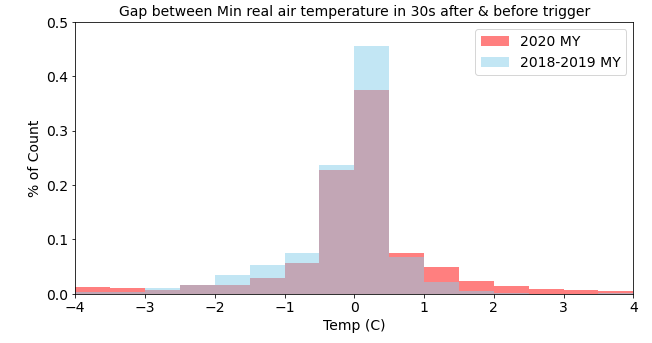 Gap between Min real air temperature in 30s after & before trigger
0.5
0.4
0.3
0.2
0.1
0.0
% of Count
2020 MY
2018-2019 MY
−4 −3 −2 −1 0 1 2 3 4
Temp (C)